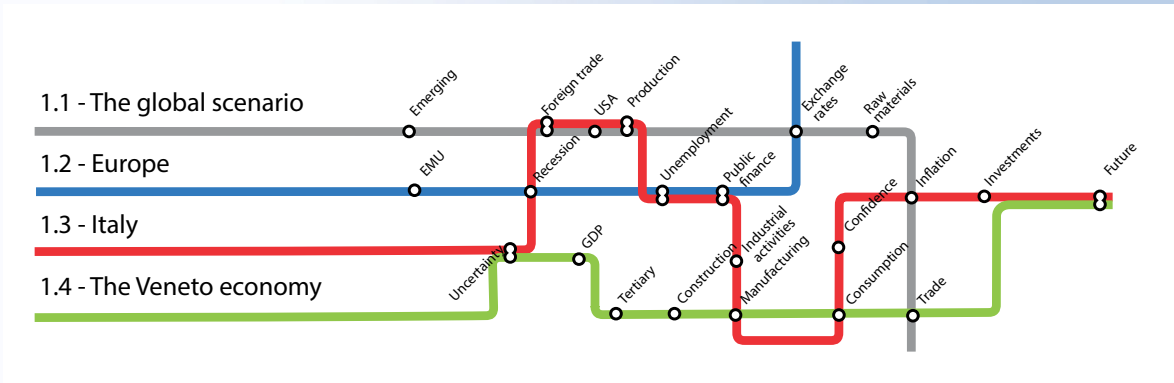 1.1 - The global scenario
Emerging
Foreign trade
USA
Production
Exchange
rates
Raw
materials
1.2 - Europe
EMU
Recession
Unemployment
Public
finance
Inflation
Investments
Future
1.3 - Italy
Uncertainty
GDP
Industrial
activities
Confidence
1.4 - The Veneto economy
Tertiary
Construction
Manufacturing
Consumption
Trade